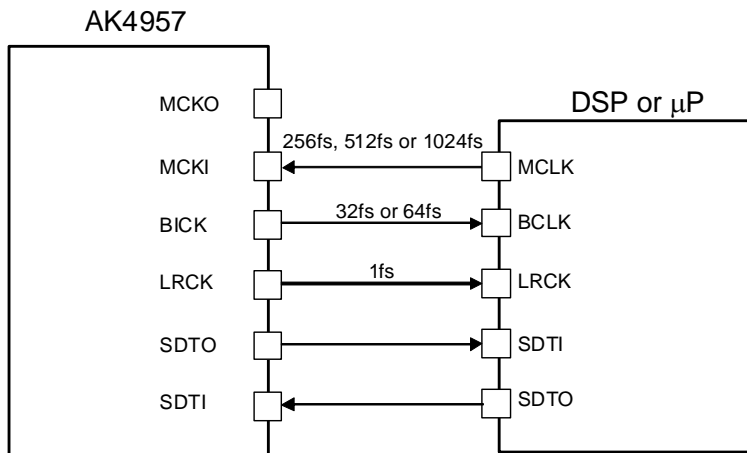 AK4957
DSP or μP
MCKO
256fs, 512fs or 1024fs
MCKI
MCLK
32fs or 64fs
BICK
BCLK
1fs
LRCK
LRCK
SDTO
SDTI
SDTI
SDTO